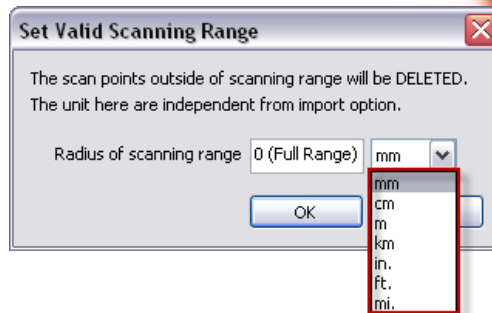 Set Valid Scanning Range
The scan points outside of scanning range will be DELETED.
The unit here are independent from import option.
Radius of scanning range 0 (Full Range) mm
mm
OK cm
m
km
in.
ft.
mi.